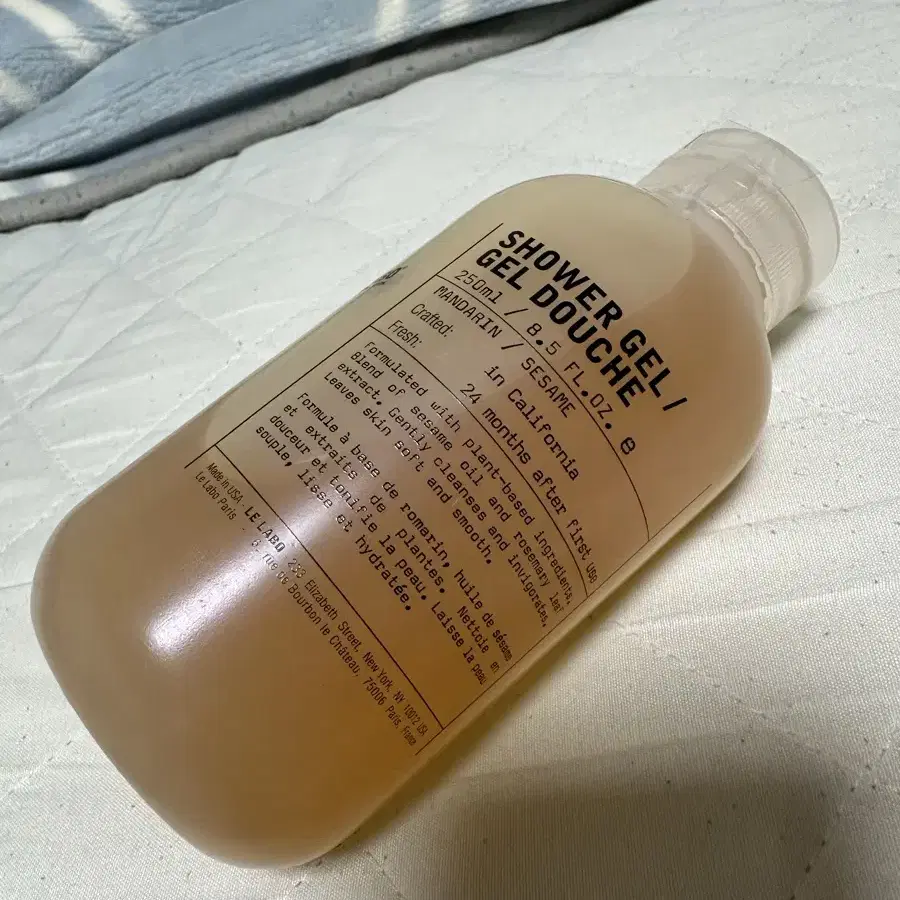 SHOWER GEL /
GEL DOUCHE
250ml / 8.5 FL.OZ. e
MANDARIN / SESAME
Crafted: in California
Fresh: 24 months after first use
Formulated with plant-based ingredients.
Blend of sesame oil and rosemary leaf
extract. Gently cleanses and invigorates.
Leaves skin soft and smooth.
Formule à base de romarin, huile de sésame
et extraits de plantes. Nettoie en
douceur et tonifie la peau. Laisse la peau
souple, lisse et hydratée.
Made in USA. LE LABO 233 Elizabeth Street, New York, NY 10012 USA
Le Labo Paris rue de Bourbon le Château, 75006 Paris, France